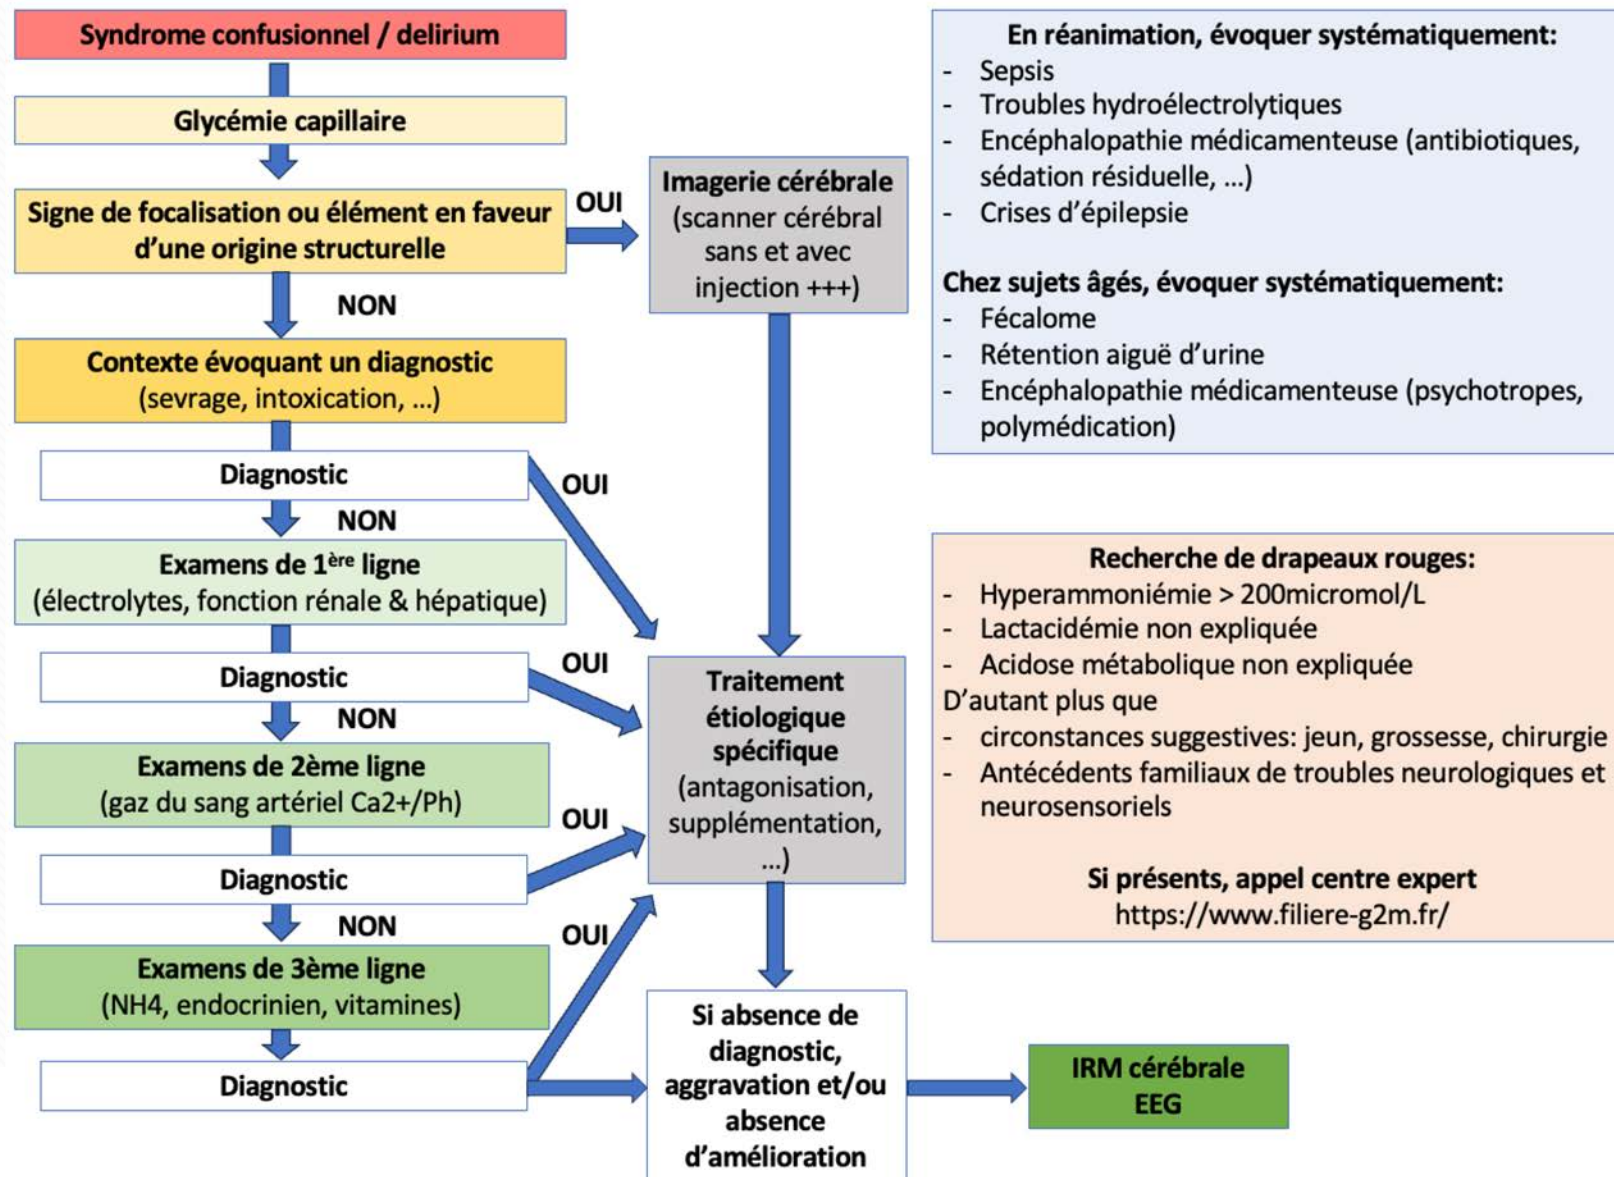 Syndrome confusionnel / delirium
Glycémie capillaire
Signe de focalisation ou élément en faveur
d'une origine structurelle
OUI
NON
Imagerie cérébrale
(scanner cérébral
sans et avec
injection +++)
Contexte évoquant un diagnostic
(sevrage, intoxication, ...)
Diagnostic
OUI
NON
Examens de 1ère ligne
(électrolytes, fonction rénale & hépatique)
Diagnostic
OUI
NON
Examens de 2ème ligne
(gaz du sang artériel Ca2+/Ph)
Diagnostic
OUI
NON
Examens de 3ème ligne
(NH4, endocrinien, vitamines)
Diagnostic
OUI
Traitement
étiologique
spécifique
(antagonisation,
supplémentation,
...)
Si absence de
diagnostic,
aggravation et/ou
absence
d'amélioration
IRM cérébrale
EEG
En réanimation, évoquer systématiquement:
- Sepsis
- Troubles hydroélectrolytiques
- Encéphalopathie médicamenteuse (antibiotiques,
sédation résiduelle, ...)
- Crises d'épilepsie
Chez sujets âgés, évoquer systématiquement:
- Fécalome
- Rétention aiguë d'urine
- Encéphalopathie médicamenteuse (psychotropes,
polymédication)
Recherche de drapeaux rouges:
- Hyperammoniémie > 200micromol/L
- Lactacidémie non expliquée
- Acidose métabolique non expliquée
D'autant plus que
- circonstances suggestives: jeun, grossesse, chirurgie
- Antécédents familiaux de troubles neurologiques et
neurosensoriels
Si présents, appel centre expert
https://www.filiere-g2m.fr/